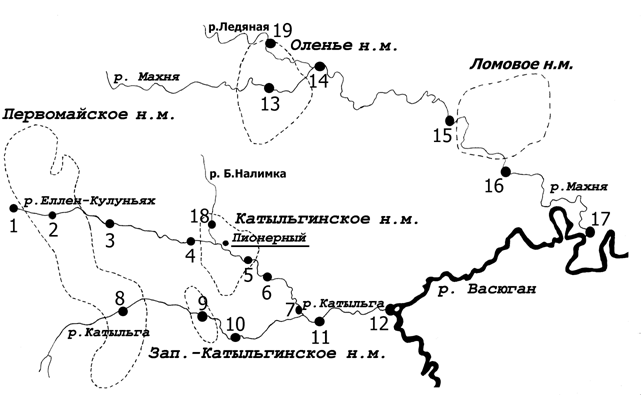 р.Ледяная
19
Оленье н.м.
14
Ломовое н.м.
р. Махня
13
Первомайское н.м.
15
р. Б.Налимка
16
р.Махня
р.Еллен-Кулуньях
18
Катыльгинское н.м.
17
1
2
3
4
Пионерный
5
6
р. Васюган
8
9
7
р.Катыльга
12
р.Катыльга
10
11
Зап.-Катыльгинское н.м.